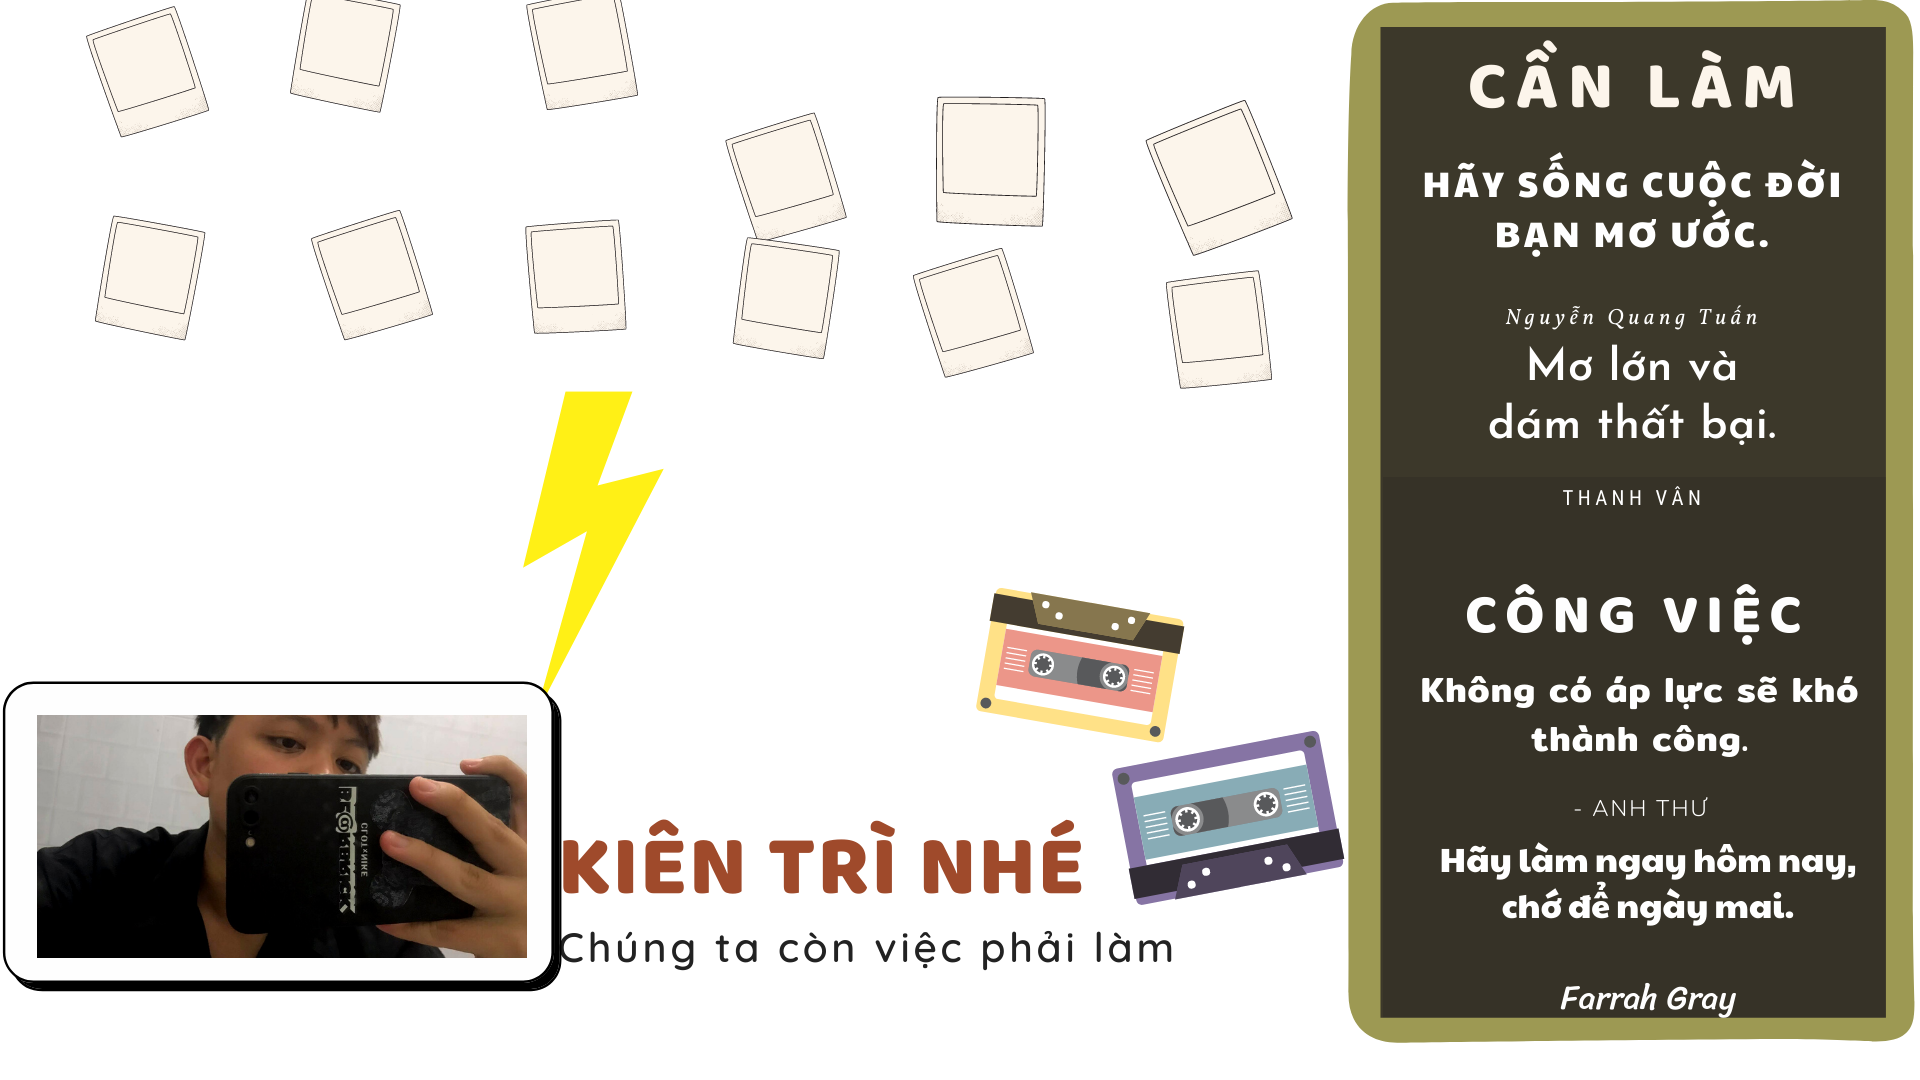 CẦN LÀM
HÃY SỐNG CUỘC ĐỜI
BẠN MƠ ƯỚC.
Nguyễn Quang Tuấn
Mơ lớn và
dám thất bại.
THANH VÂN
CÔNG VIỆC
Không có áp lực sẽ khó
thành công.
- ANH THƯ
Hãy làm ngay hôm nay,
chớ để ngày mai.
Farrah Gray
KIÊN TRÌ NHÉ
Chúng ta còn việc phải làm
CLOT×NIKE